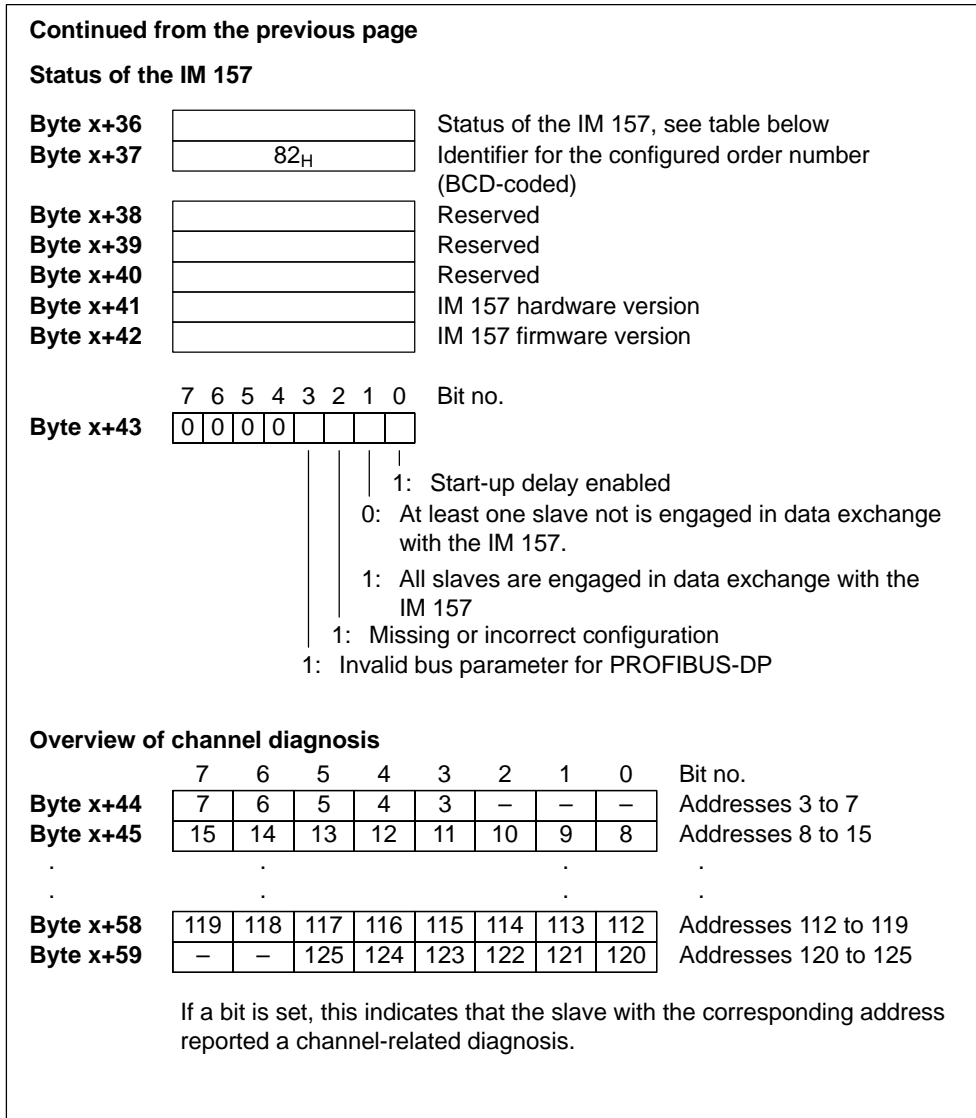 Continued from the previous page
Status of the IM 157
Byte x+36 Status of the IM 157, see table below
Byte x+37 82H Identifier for the configured order number
(BCD-coded)
Byte x+38 Reserved
Byte x+39 Reserved
Byte x+40 Reserved
Byte x+41 IM 157 hardware version
Byte x+42 IM 157 firmware version
7 6 5 4 3 2 1 0 Bit no.
Byte x+43 0 0 0 0
1: Start-up delay enabled
0: At least one slave not is engaged in data exchange
with the IM 157.
1: All slaves are engaged in data exchange with the
IM 157
1: Missing or incorrect configuration
1: Invalid bus parameter for PROFIBUS-DP
Overview of channel diagnosis
7 6 5 4 3 2 1 0 Bit no.
Byte x+44 7 6 5 4 3 – – – Addresses 3 to 7
Byte x+45 15 14 13 12 11 10 9 8 Addresses 8 to 15
. . . .
. . . .
Byte x+58 119 118 117 116 115 114 113 112 Addresses 112 to 119
Byte x+59 – – 125 124 123 122 121 120 Addresses 120 to 125
If a bit is set, this indicates that the slave with the corresponding address
reported a channel-related diagnosis.